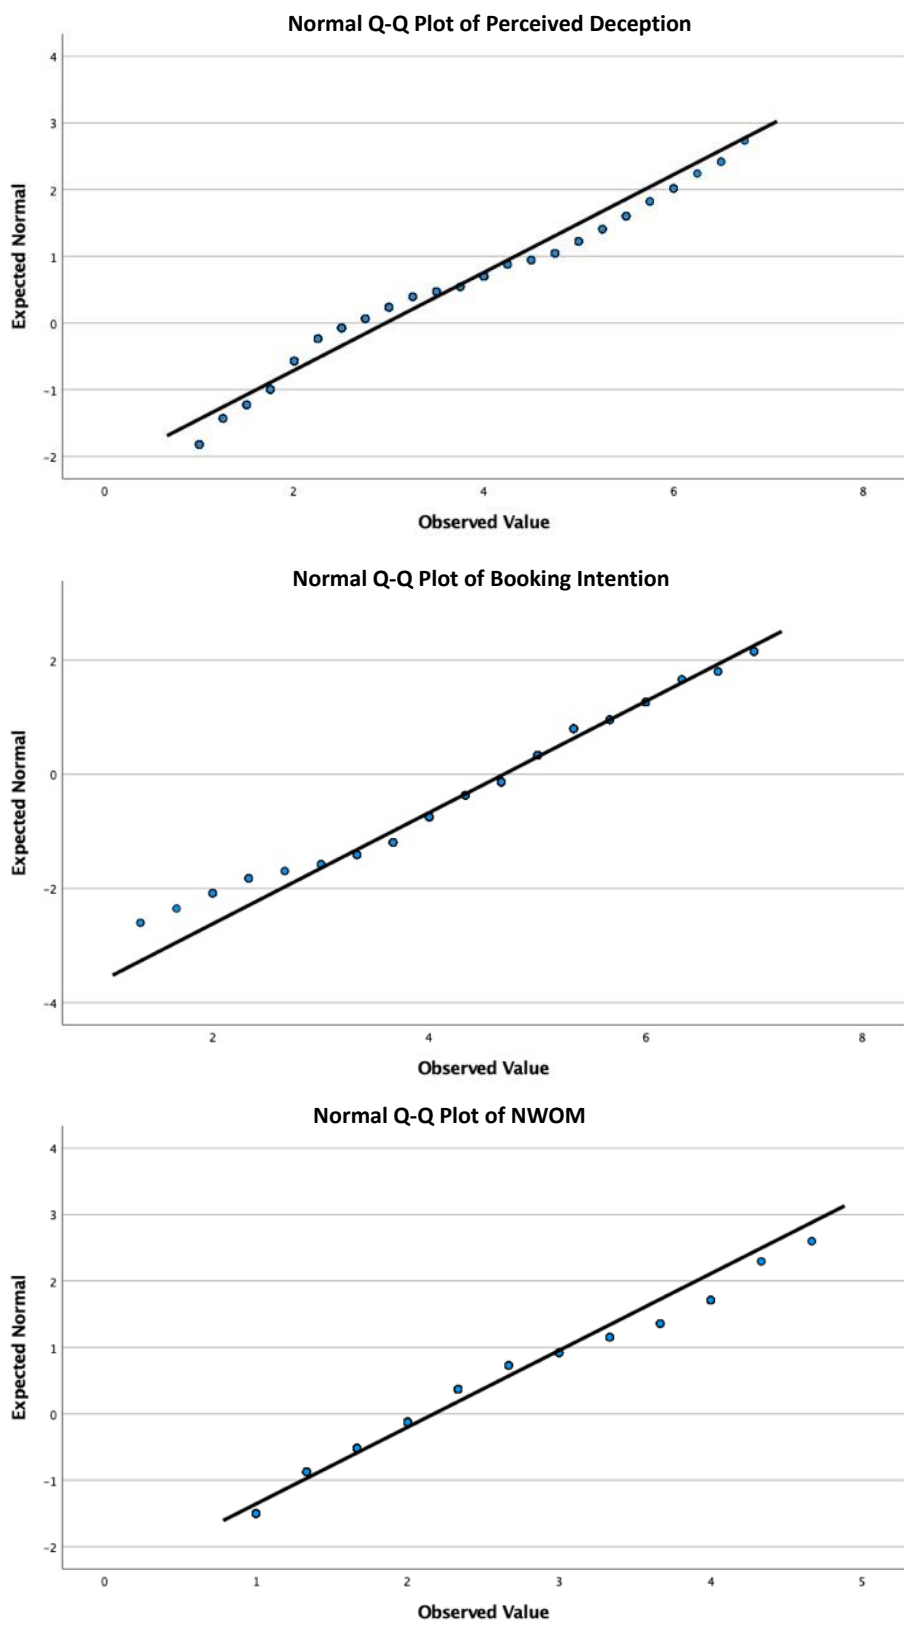 Normal Q-Q Plot of Perceived Deception
4
3
2
1
0
–1
–2
Expected Normal
0 2 4 6 8
Observed Value
Normal Q-Q Plot of Booking Intention
2
0
–2
–4
Expected Normal
2 4 6 8
Observed Value
Normal Q-Q Plot of NWOM
4
3
2
1
0
–1
–2
Expected Normal
0 1 2 3 4 5
Observed Value